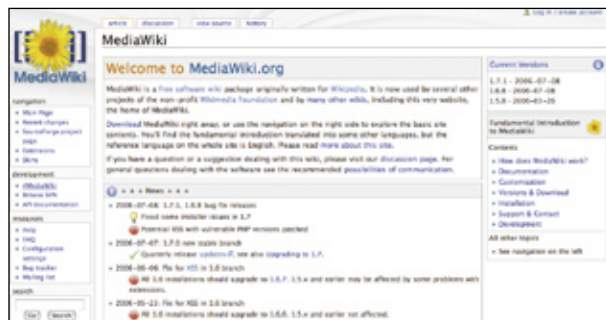 Log in / create account
article discussion view source history
MediaWiki
MediaWiki
Welcome to MediaWiki.org
MediaWiki is a free software wiki package originally written for Wikipedia. It is now used by several other
projects of the non-profit Wikimedia Foundation and by many other wikis, including this very website,
the home of MediaWiki.
Download MediaWiki right away, or use the navigation on the right side to explore the basic site
contents. You'll find the fundamental introduction translated into some other languages, but the
reference language on the whole site is English. Please read more about this site.
If you have a question or a suggestion dealing with this wiki, please visit our discussion page. For
general questions dealing with the software see the recommended possibilities of communication.
News
2006-07-08: 1.7.1, 1.6.8 bug fix releases
Fixed some installer issues in 1.7
Potential XSS with vulnerable PHP versions patched
2006-07-07: 1.7.0 new stable branch
Quarterly release updates, see also Upgrading to 1.7.
2006-06-06: fix for XSS in 1.6 branch
All 1.6 installations should upgrade to 1.6.7. 1.5.x and earlier may be affected by some problems with
extensions.
2006-05-23: fix for XSS in 1.6 branch
All 1.6 installations should upgrade to 1.6.6. 1.5.x and earlier not affected.
navigation
Main Page
Recent changes
SourceForge project
page
Extensions
Skins
development
Browse SVN
API documentation
resources
Help
FAQ
Configuration
settings
Bug tracker
Mailing list
search
Go Search
Current Versions
1.7.1 - 2006-07-08
1.6.8 - 2006-07-08
Fundamental introduction
to MediaWiki
Contents
How does MediaWiki work?
Documentation
Customization
Versions & Download
Installation
Support & Contact
Development
All other topics
See navigation on the left